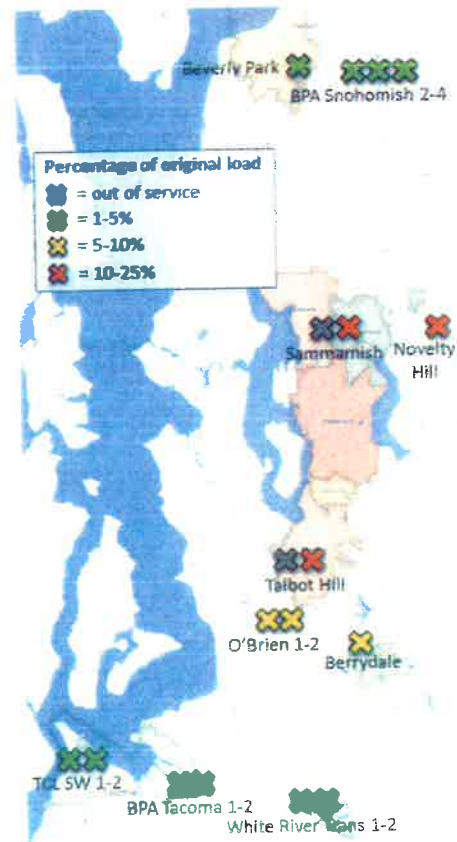 Beverly Park
BPA Snohomish 2-4
Percentage of original load
= out of service
= 1-5%
= 5-10%
= 10-25%
Sammamish
Novelty
Hill
Talbot Hill
O'Brien 1-2
Berrydale
TCL SW 1-2
BPA Tacoma 1-2
White River Trans 1-2